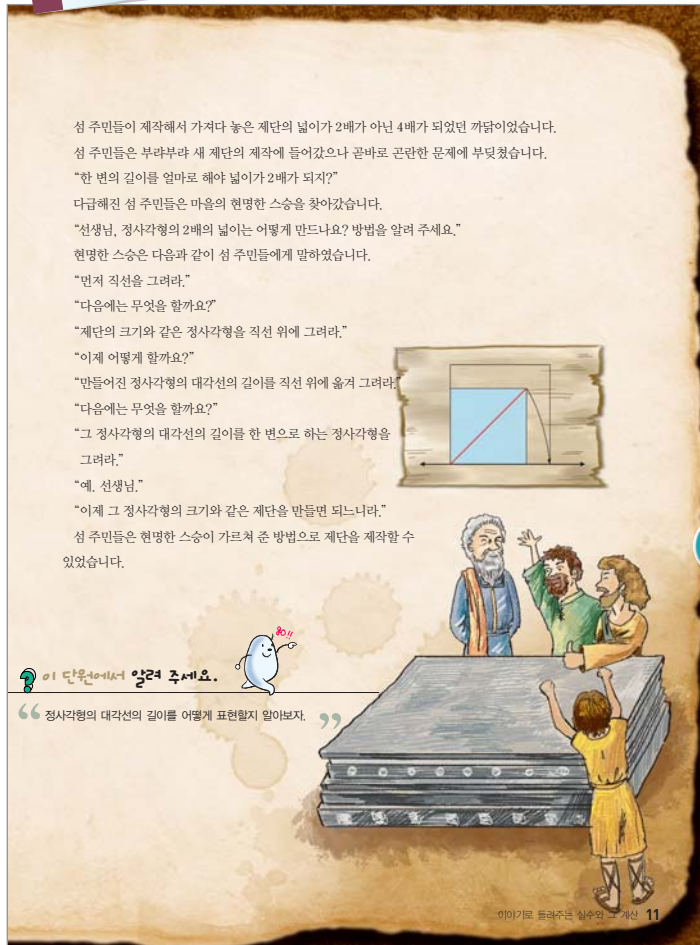 섬 주민들이 제작해서 가져다 놓은 제단의 넓이가 2배가 아닌 4배가 되었던 까닭이었습니다.
섬 주민들은 부랴부랴 새 제단의 제작에 들어갔으나 곧바로 곤란한 문제에 부딪쳤습니다.
“한 변의 길이를 얼마로 해야 넓이가 2배가 되지?”
다급해진 섬 주민들은 마을의 현명한 스승을 찾아갔습니다.
“선생님, 정사각형의 2배의 넓이는 어떻게 만드나요? 방법을 알려 주세요.”
현명한 스승은 다음과 같이 섬 주민들에게 말하였습니다.
“먼저 직선을 그려라.”
“다음에는 무엇을 할까요?”
“제단의 크기와 같은 정사각형을 직선 위에 그려라.”
“이제 어떻게 할까요?”
“만들어진 정사각형의 대각선의 길이를 직선 위에 옮겨 그려라.”
“다음에는 무엇을 할까요?”
“그 정사각형의 대각선의 길이를 한 변으로 하는 정사각형을
그려라.”
“예. 선생님.”
“이제 그 정사각형의 크기와 같은 제단을 만들면 되느니라.”
섬 주민들은 현명한 스승이 가르쳐 준 방법으로 제단을 제작할 수
있었습니다.
이 단원에서 알려 주세요.
“ 정사각형의 대각선의 길이를 어떻게 표현할지 알아보자. ”
이야기로 들려주는 실수와 그 계산 11